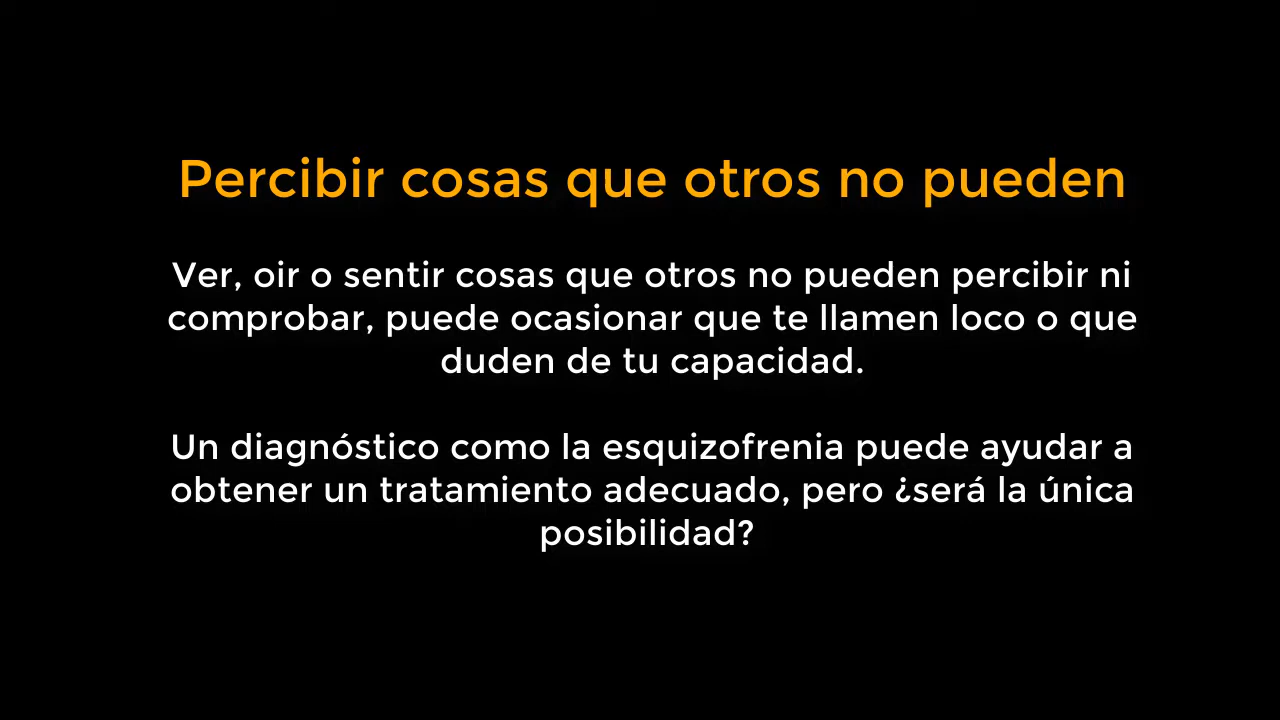 Percibir cosas que otros no pueden
Ver, oir o sentir cosas que otros no pueden percibir ni
comprobar, puede ocasionar que te llamen loco o que
duden de tu capacidad.
Un diagnóstico como la esquizofrenia puede ayudar a
obtener un tratamiento adecuado, pero ¿será la única
posibilidad?